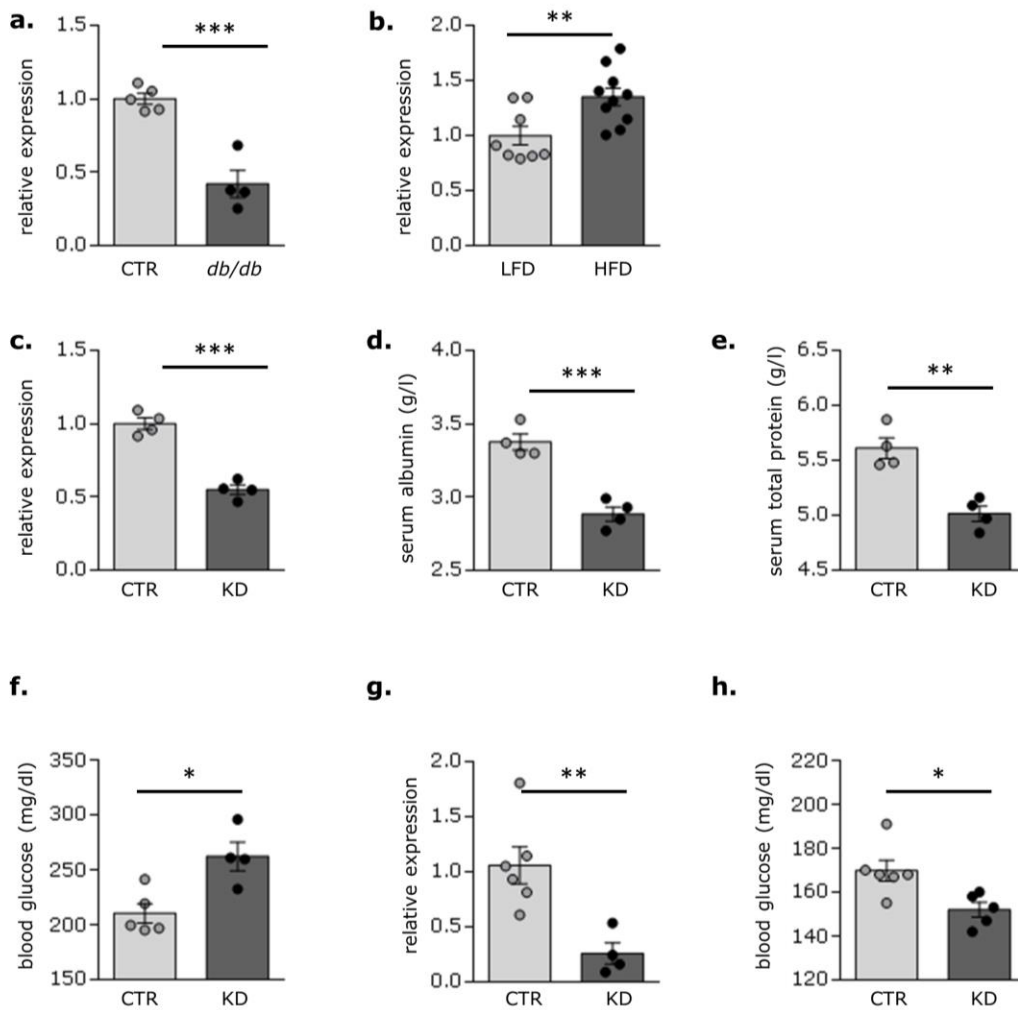 a.
relative expression
1.5
1.0
0.5
0.0
***
CTR
db/db
b.
relative expression
2.0
1.5
1.0
0.5
0.0
**
LFD
HFD
c.
relative expression
1.5
1.0
0.5
0.0
***
CTR
KD
d.
serum albumin (g/l)
4.0
3.5
3.0
2.5
***
CTR
KD
e.
serum total protein (g/l)
6.5
6.0
5.5
5.0
4.5
**
CTR
KD
f.
blood glucose (mg/dl)
350
300
250
200
150
*
CTR
KD
g.
relative expression
2.0
1.5
1.0
0.5
0.0
**
CTR
KD
h.
blood glucose (mg/dl)
220
200
180
160
140
120
*
CTR
KD